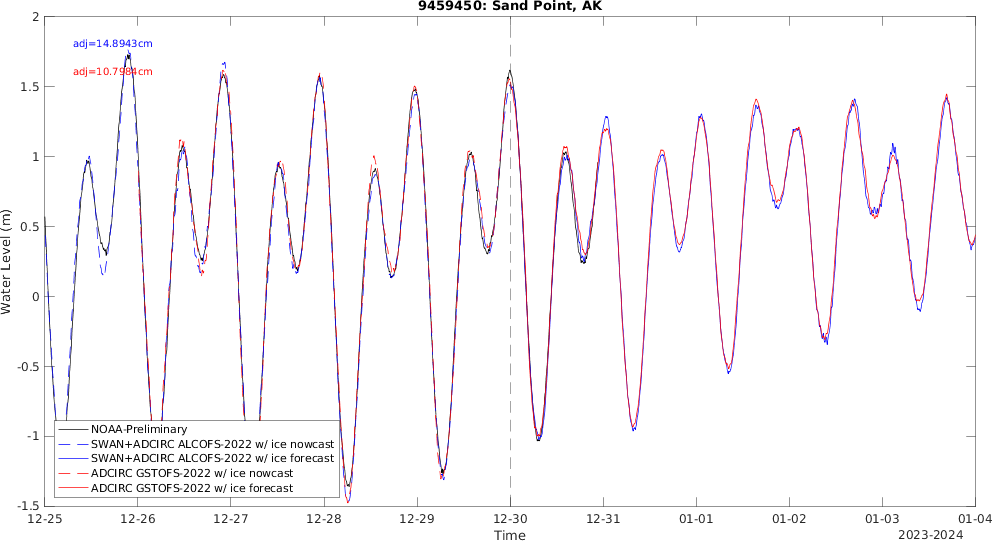 9459450: Sand Point, AK
adj=14.8943cm
adj=10.7984cm
Water Level (m)
2
1.5
1
0.5
0
-0.5
-1
-1.5
NOAA-Preliminary
SWAN+ADCIRC ALCOFS-2022 w/ ice nowcast
SWAN+ADCIRC ALCOFS-2022 w/ ice forecast
ADCIRC GSTOFS-2022 w/ ice nowcast
ADCIRC GSTOFS-2022 w/ ice forecast
12-25 12-26 12-27 12-28 12-29 12-30 12-31 01-01 01-02 01-03 01-04
Time
2023-2024